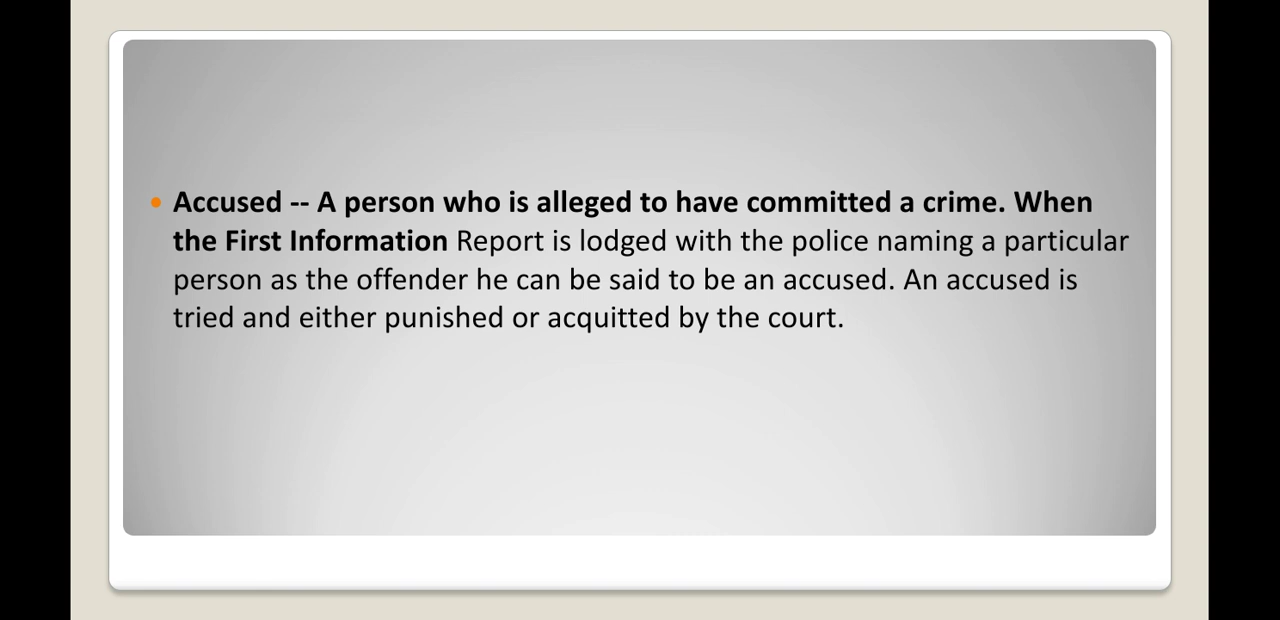 Accused -- A person who is alleged to have committed a crime. When
the First Information Report is lodged with the police naming a particular
person as the offender he can be said to be an accused. An accused is
tried and either punished or acquitted by the court.